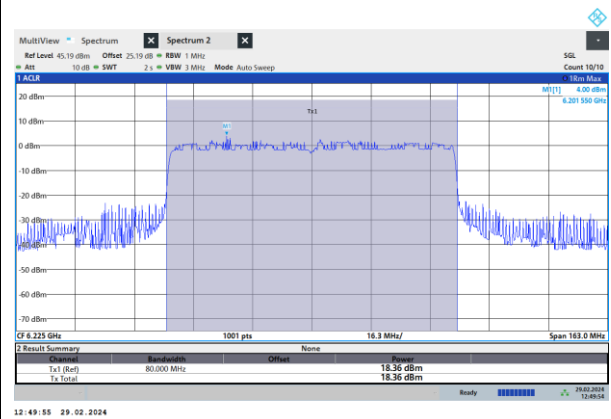 MultiView Spectrum X Spectrum 2 X
Ref Level 45.19 dBm Offset 25.19 dB RBW 1 MHz SGL
Att 10 dB SWT 2 s VBW 3 MHz Mode Auto Sweep Count 10/10
1 ACLR 1Rm Max
M1[1] 4.00 dBm
6.201 550 GHz
20 dBm
Tx1
10 dBm
M1
0 dBm
-10 dBm
-20 dBm
-30 dBm
-40 dBm
-50 dBm
-60 dBm
-70 dBm
CF 6.225 GHz 1001 pts 16.3 MHz/ Span 163.0 MHz
2 Result Summary None
Channel Bandwidth Offset Power
Tx1 (Ref) 80.000 MHz 18.36 dBm
Tx Total 18.36 dBm
Ready 29.02.2024
12:49:54
12:49:55 29.02.2024